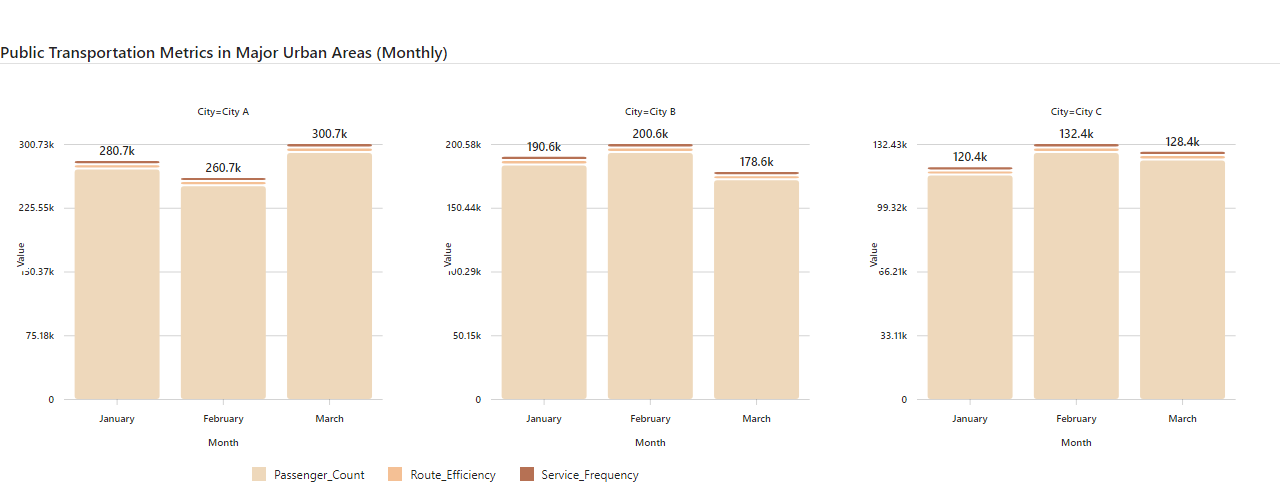 Public Transportation Metrics in Major Urban Areas (Monthly)
City=City A
300.73k
225.55k
75.18k
0
Value
280.7k
260.7k
300.7k
January
February
March
Month
City=City B
200.58k
150.44k
50.15k
0
Value
190.6k
200.6k
178.6k
January
February
March
Month
City=City C
132.43k
99.32k
66.21k
33.11k
0
Value
120.4k
132.4k
128.4k
January
February
March
Month
Passenger_Count
Route_Efficiency
Service_Frequency